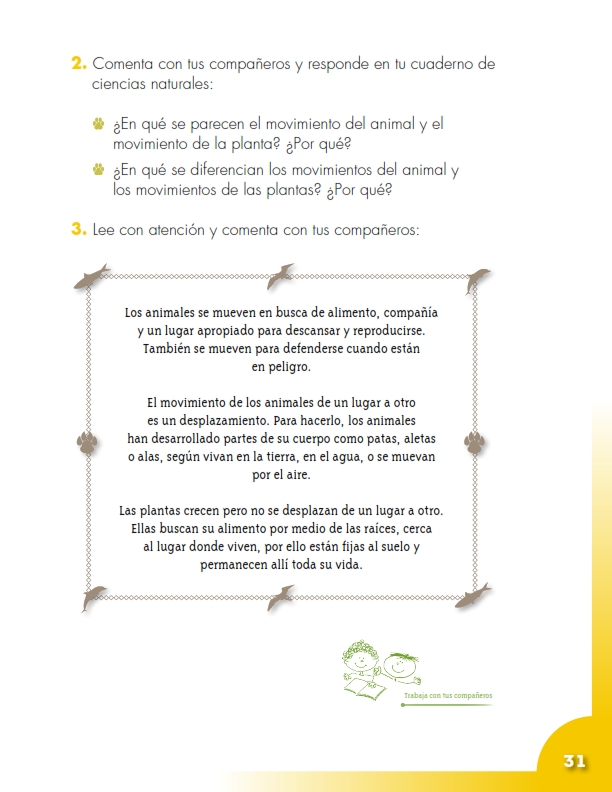 2. Comenta con tus compañeros y responde en tu cuaderno de
ciencias naturales:
¿En qué se parecen el movimiento del animal y el
movimiento de la planta? ¿Por qué?
¿En qué se diferencian los movimientos del animal y
los movimientos de las plantas? ¿Por qué?
3. Lee con atención y comenta con tus compañeros:
Los animales se mueven en busca de alimento, compañía
y un lugar apropiado para descansar y reproducirse.
También se mueven para defenderse cuando están
en peligro.
El movimiento de los animales de un lugar a otro
es un desplazamiento. Para hacerlo, los animales
han desarrollado partes de su cuerpo como patas, aletas
o alas, según vivan en la tierra, en el agua, o se muevan
por el aire.
Las plantas crecen pero no se desplazan de un lugar a otro.
Ellas buscan su alimento por medio de las raíces, cerca
al lugar donde viven, por ello están fijas al suelo y
permanecen allí toda su vida.
Trabaja con tus compañeros
31